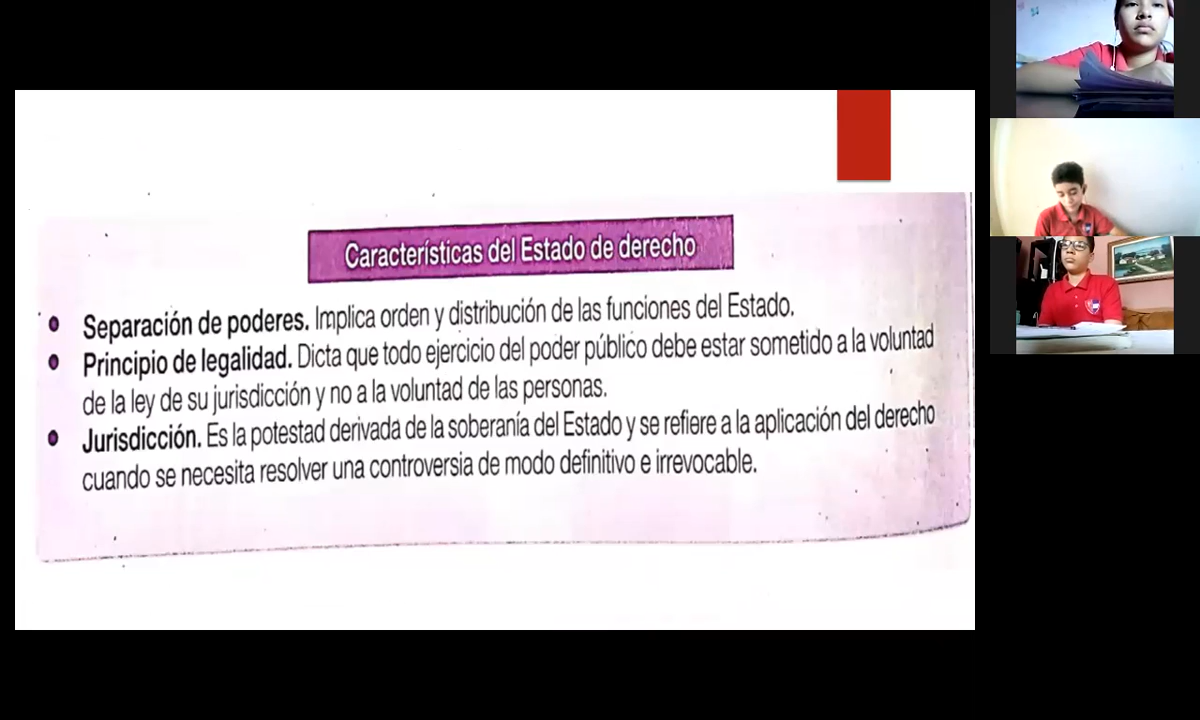 Características del Estado de derecho
Separación de poderes. Implica orden y distribución de las funciones del Estado.
Principio de legalidad. Dicta que todo ejercicio del poder público debe estar sometido a la voluntad
de la ley de su jurisdicción y no a la voluntad de las personas.
Jurisdicción. Es la potestad derivada de la soberanía del Estado y se refiere a la aplicación del derecho
cuando se necesita resolver una controversia de modo definitivo e irrevocable.